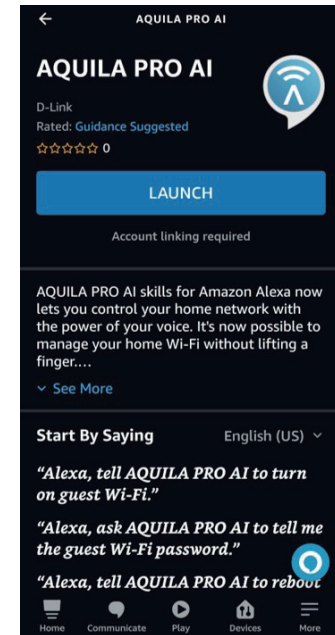 AQUILA PRO AI
AQUILA PRO AI
D-Link
Rated: Guidance Suggested
0
LAUNCH
Account linking required
AQUILA PRO AI skills for Amazon Alexa now
lets you control your home network with
the power of your voice. It's now possible to
manage your home Wi-Fi without lifting a
finger....
See More
Start By Saying
English (US)
“Alexa, tell AQUILA PRO AI to turn
on guest Wi-Fi.”
“Alexa, ask AQUILA PRO AI to tell me
the guest Wi-Fi password.”
“Alexa, tell AQUILA PRO AI to reboot
Home Communicate Play Devices More